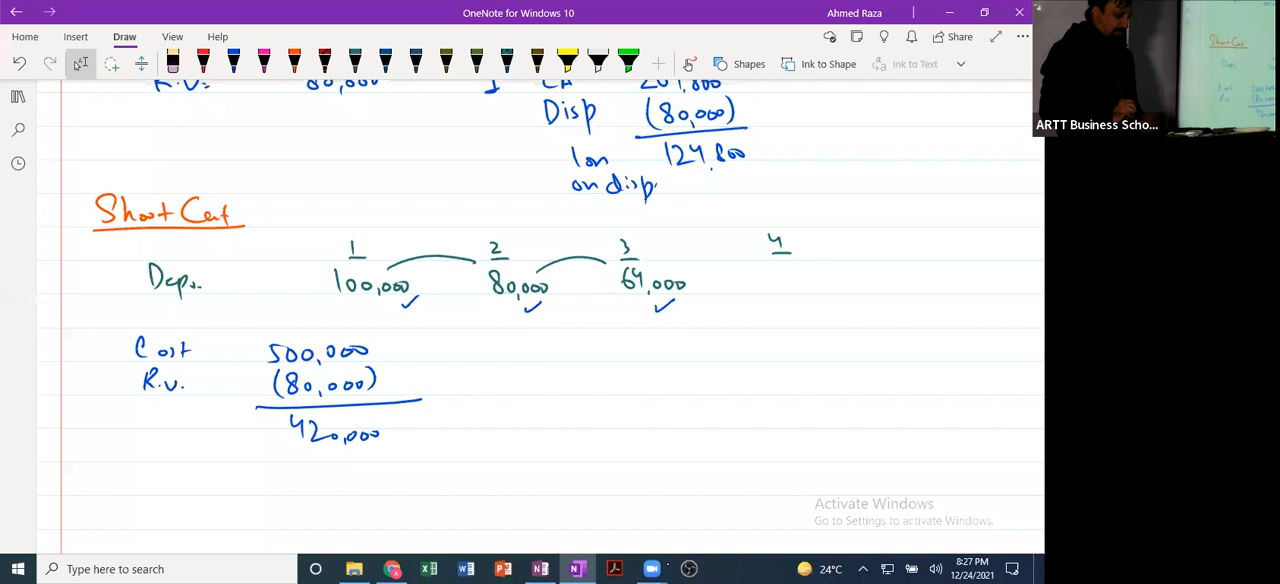 OneNote for Windows 10
Ahmed Raza
Home Insert Draw View Help
Share
Shapes Ink to Shape Ink to Text
ARTT Business Scho...
R.V= 80,000
Disp (80,000)
124,800
on disp
Short Cut
1 2 3 4
Dep. 100,000 80,000 64,000
Cost 500,000
R.V. (80,000)
420,000
Activate Windows
Go to Settings to activate Windows.
Type here to search
24°C
8:27 PM
12/24/2021